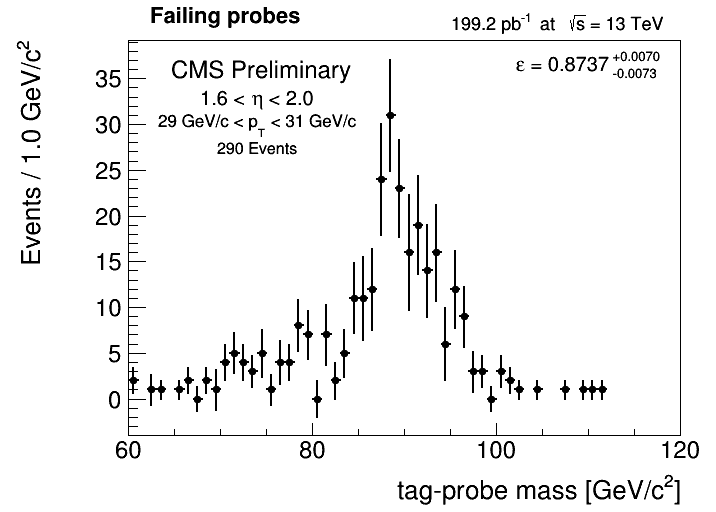 Failing probes
199.2 pb⁻¹ at √s = 13 TeV
CMS Preliminary
1.6 < η < 2.0
29 GeV/c < p_T < 31 GeV/c
290 Events
ε = 0.8737 +0.0070 -0.0073
Events / 1.0 GeV/c²
35
30
25
20
15
10
5
0
60 80 100 120
tag-probe mass [GeV/c²]